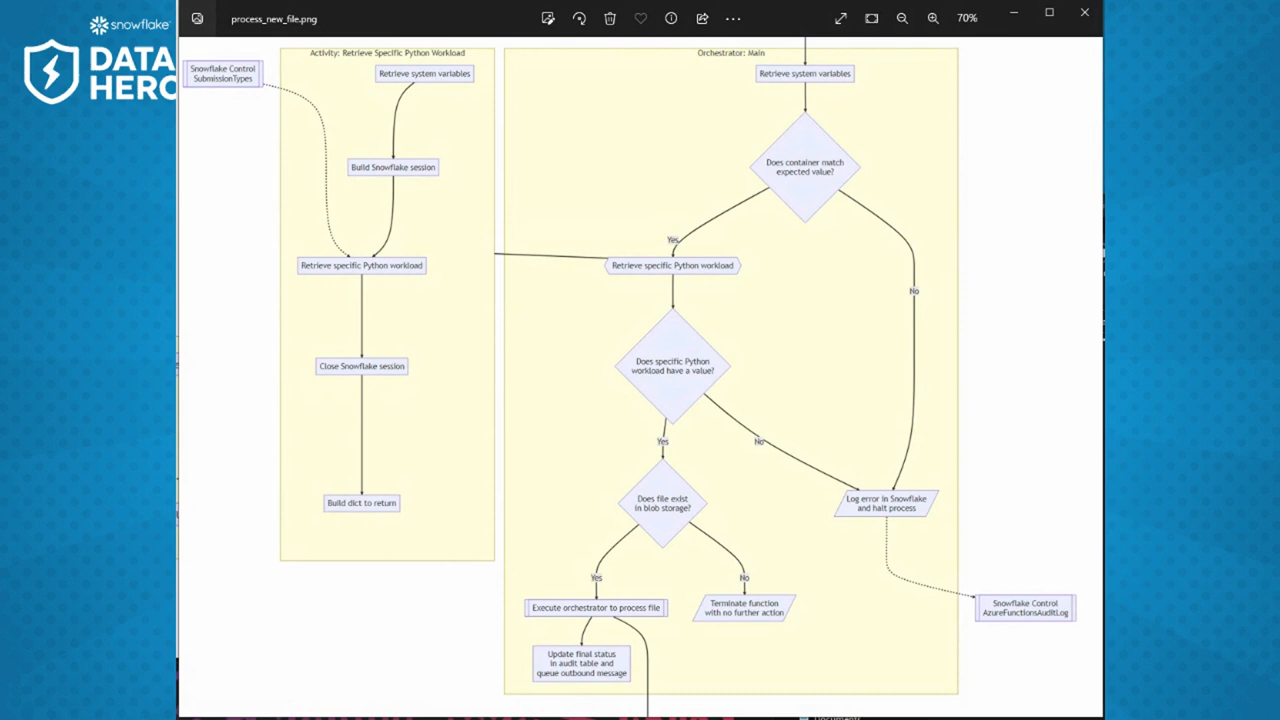 snowflake
DATA
HERO
process_new_file.png
70%
Activity: Retrieve Specific Python Workload
Orchestrator: Main
Snowflake Control
SubmissionTypes
Retrieve system variables
Retrieve system variables
Build Snowflake session
Does container match
expected value?
Yes
Retrieve specific Python workload
Retrieve specific Python workload
No
Does specific Python
workload have a value?
Close Snowflake session
Yes
No
Build dict to return
Does file exist
in blob storage?
Log error in Snowflake
and halt process
Yes
No
Execute orchestrator to process file
Terminate function
with no further action
Snowflake Control
AzureFunctionsAuditLog
Update final status
in audit table and
queue outbound message